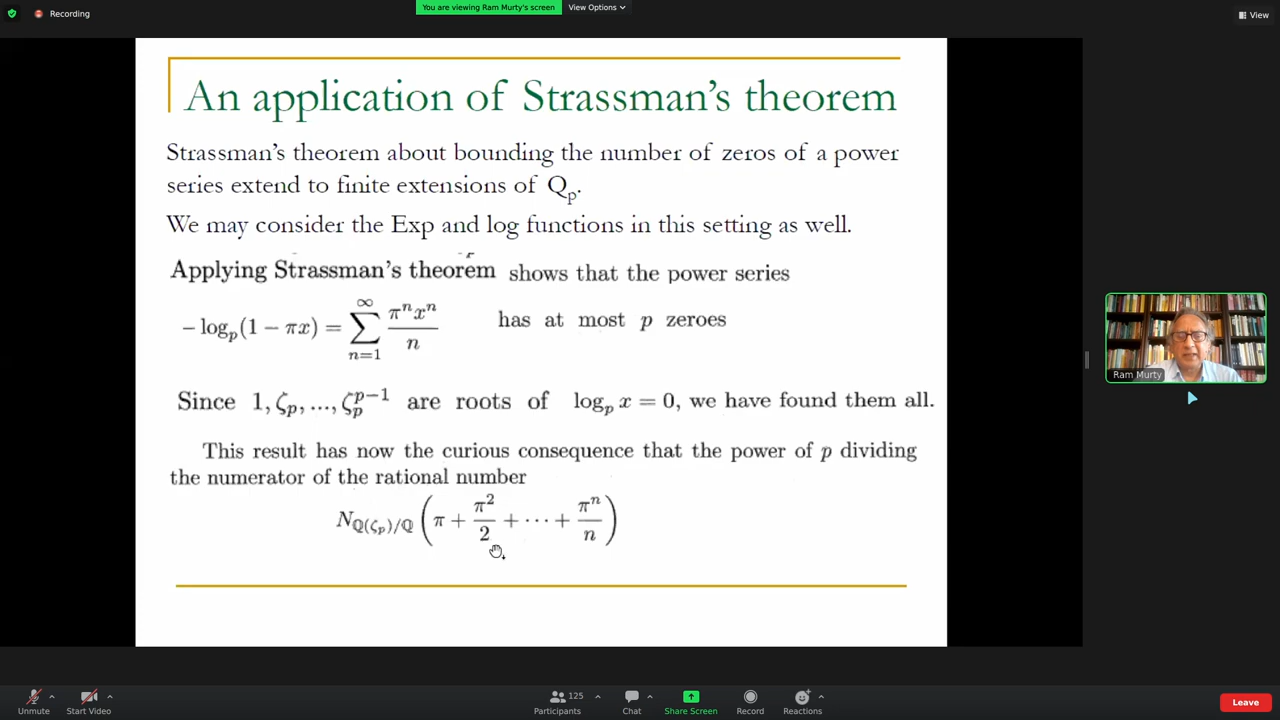 Recording
You are viewing Ram Murty's screen
View Options
View
An application of Strassman's theorem
Strassman's theorem about bounding the number of zeros of a power
series extend to finite extensions of Q_p.
We may consider the Exp and log functions in this setting as well.
Applying Strassman's theorem shows that the power series
− log_p(1 − πx) = ∑_{n=1}^{∞} π^n x^n / n has at most p zeroes
Since 1, ζ_p, ..., ζ_p^{p−1} are roots of log_p x = 0, we have found them all.
This result has now the curious consequence that the power of p dividing
the numerator of the rational number
N_{ℚ(ζ_p)/ℚ} (π + π^2/2 + ··· + π^n/n)
Ram Murty
Unmute
Start Video
Participants
125
Chat
Share Screen
Record
Reactions
Leave